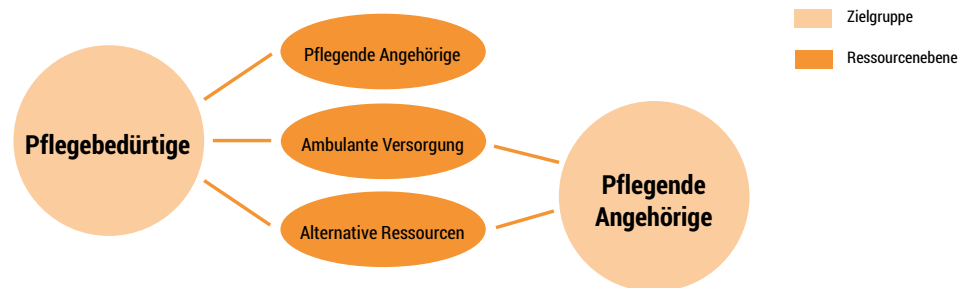 Zielgruppe
Ressourcenebene
Pflegende Angehörige
Pflegebedürtige
Ambulante Versorgung
Alternative Ressourcen
Pflegende
Angehörige